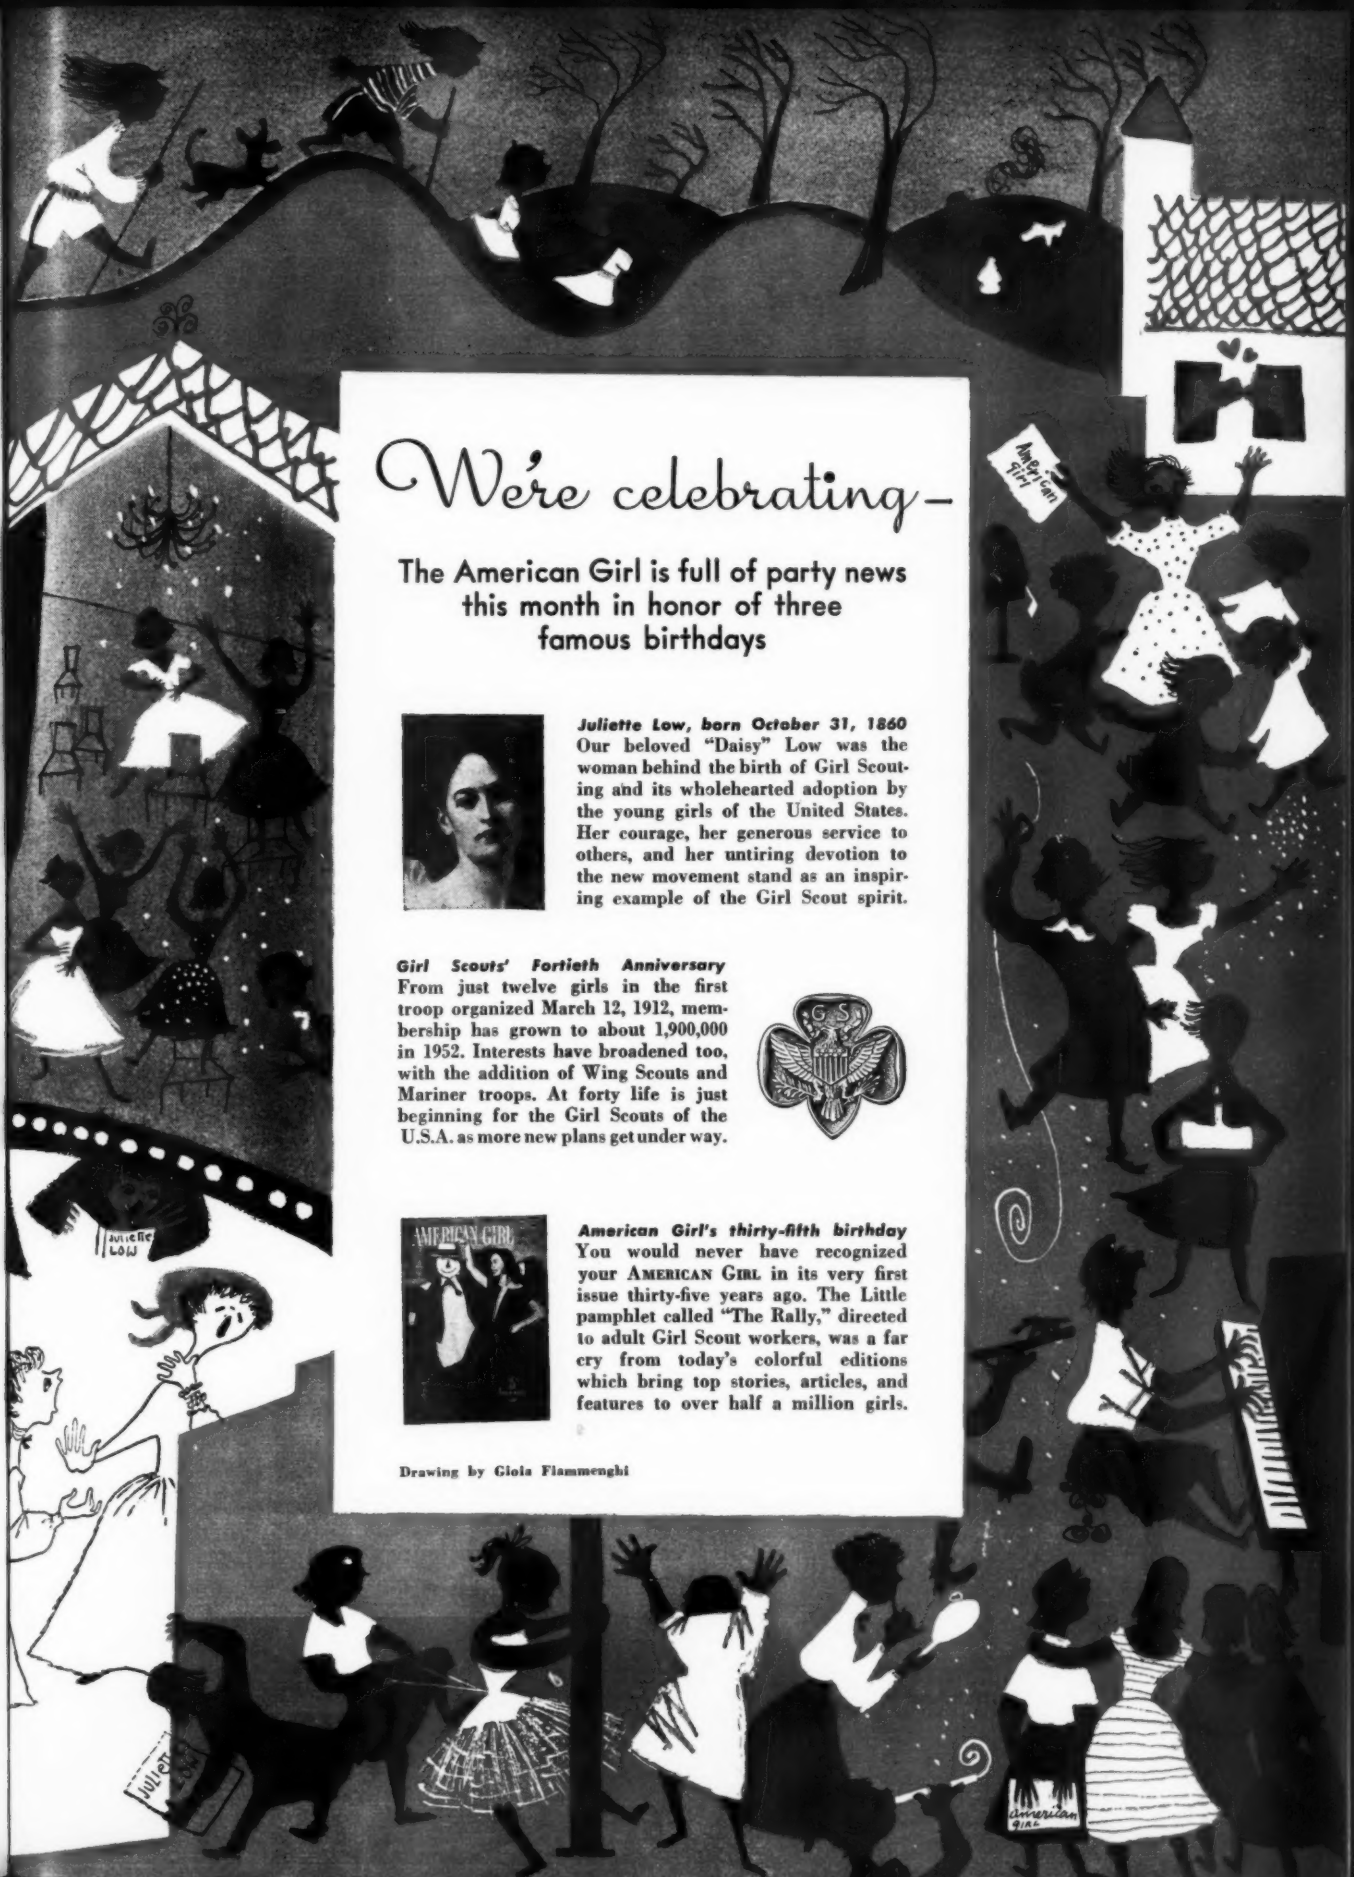 American
girl
We're celebrating–
The American Girl is full of party news
this month in honor of three
famous birthdays
Juliette Low, born October 31, 1860
Our beloved “Daisy” Low was the
woman behind the birth of Girl Scout-
ing and its wholehearted adoption by
the young girls of the United States.
Her courage, her generous service to
others, and her untiring devotion to
the new movement stand as an inspir-
ing example of the Girl Scout spirit.
Girl Scouts' Fortieth Anniversary
From just twelve girls in the first
troop organized March 12, 1912, mem-
bership has grown to about 1,900,000
in 1952. Interests have broadened too,
with the addition of Wing Scouts and
Mariner troops. At forty life is just
beginning for the Girl Scouts of the
U.S.A. as more new plans get under way.
GS
Juliette
LOW
AMERICAN GIRL
American Girl's thirty-fifth birthday
You would never have recognized
your AMERICAN GIRL in its very first
issue thirty-five years ago. The Little
pamphlet called “The Rally,” directed
to adult Girl Scout workers, was a far
cry from today's colorful editions
which bring top stories, articles, and
features to over half a million girls.
Drawing by Gioia Fiammenghi
Juliette
LOW
american
GIRL